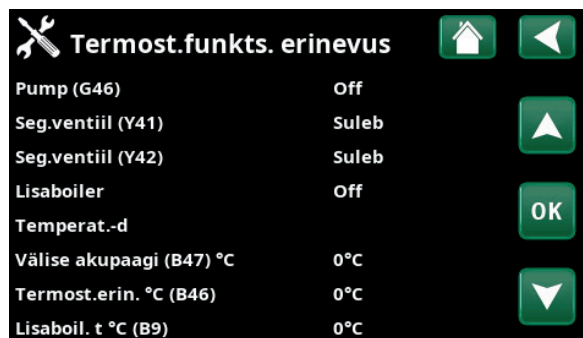 Termost.funkts. erinevus
Pump (G46) Off
Seg.ventiil (Y41) Suleb
Seg.ventiil (Y42) Suleb
Lisaboiler Off
OK
Temperat.-d
Välise akupaagi (B47) °C 0°C
Termost.erin. °C (B46) 0°C
Lisaboil. t °C (B9) 0°C